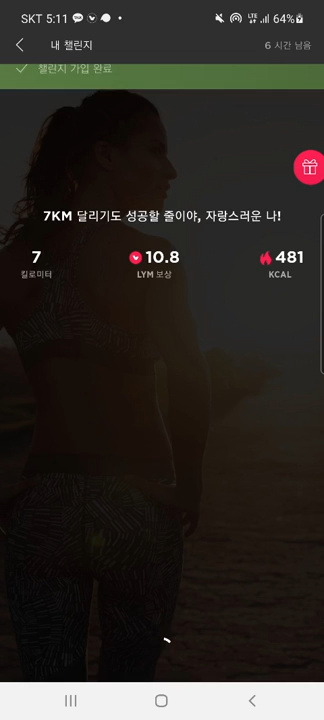 SKT 5:11
LTE 64%
내 챌린지
6 시간 남음
챌린지 가입 완료
7KM 달리기도 성공할 줄이야, 자랑스러운 나!
7 10.8 481
킬로미터 LYM 보상 KCAL